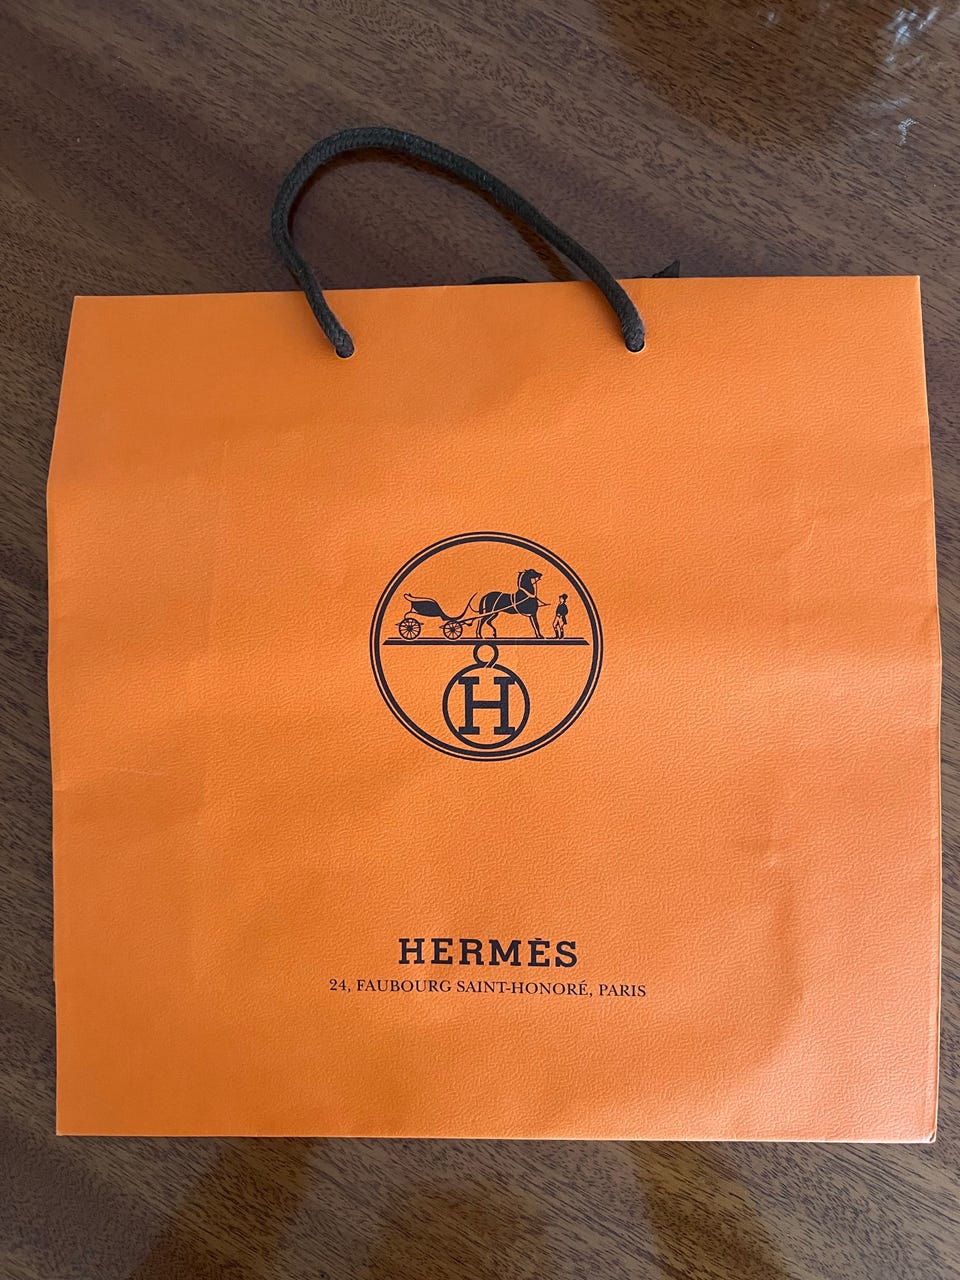 H
HERMÈS
24, FAUBOURG SAINT-HONORÉ, PARIS